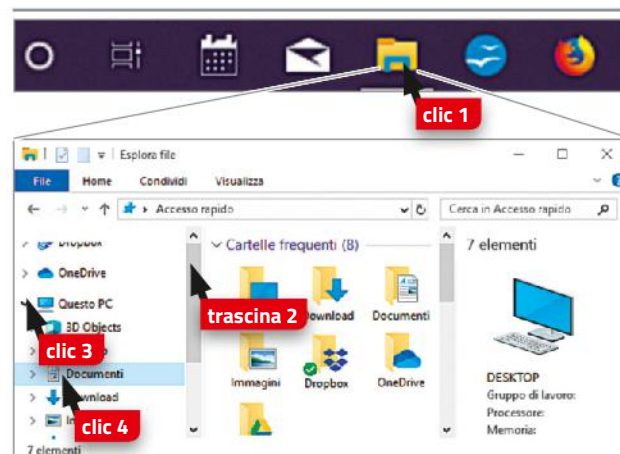 clic 1
Esplora file
File Home Condividi Visualizza
Accesso rapido
Cerca in Accesso rapido
Dropbox
OneDrive
Questo PC
3D Objects
clic 3
Documenti
clic 4
7 elementi
trascina 2
Cartelle frequenti (8)
Download Documenti
Immagini Dropbox OneDrive
7 elementi
DESKTOP
Gruppo di lavoro:
Processore:
Memoria: